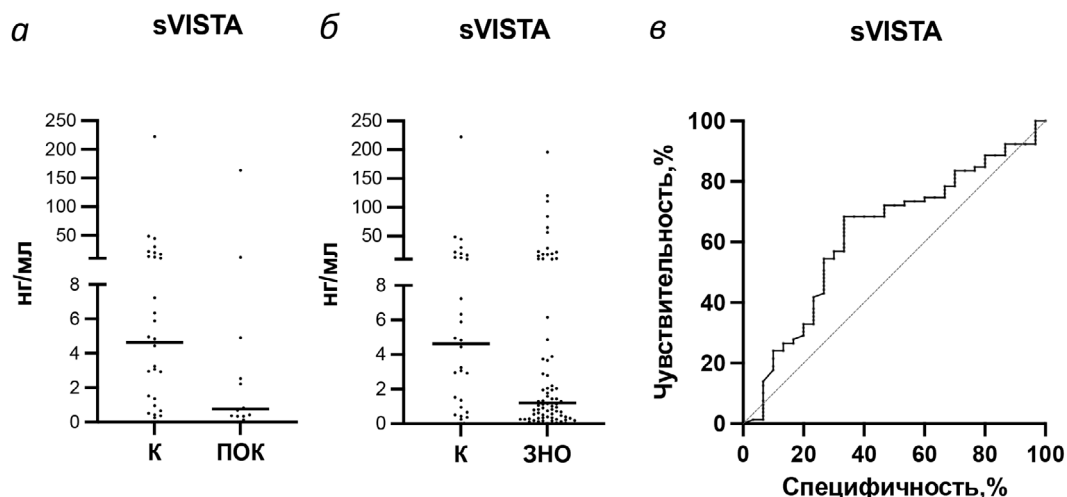 а
sVISTA
б
sVISTA
в
sVISTA
нг/мл
250
200
150
100
50
8
6
4
2
0
К
ПОК
нг/мл
250
200
150
100
50
8
6
4
2
0
К
ЗНО
Чувствительность,%
100
80
60
40
20
0
0
20
40
60
80
100
Специфичность,%